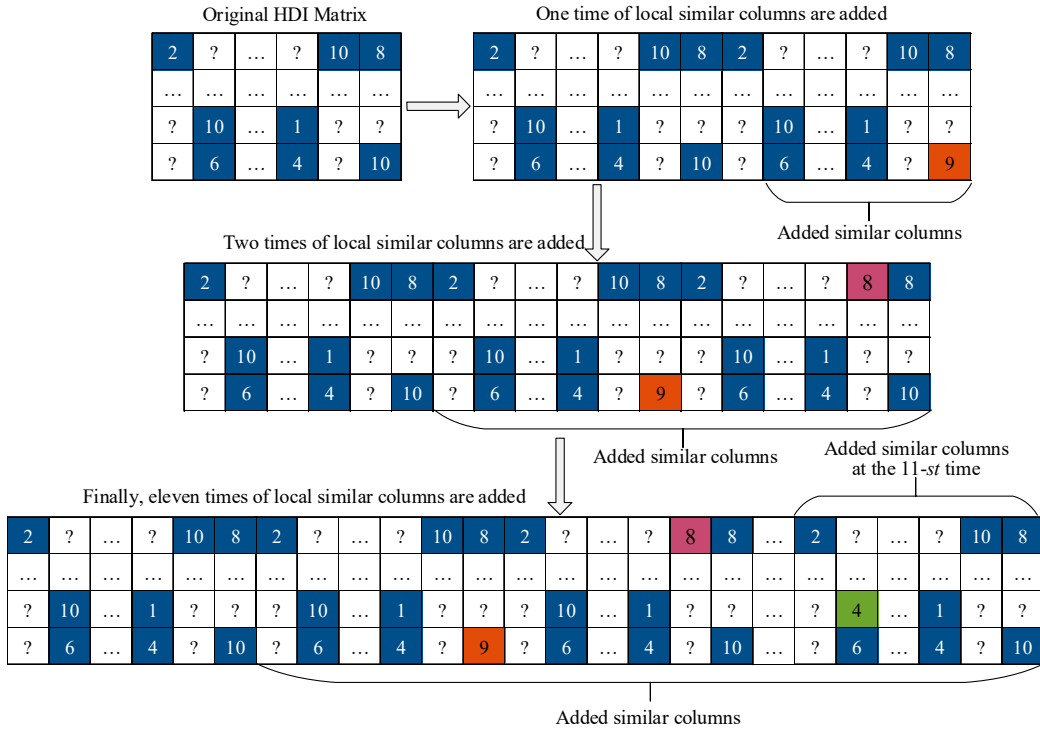 Original HDI Matrix
2 ? … ? 10 8
… … … … … …
? 10 … 1 ? ?
? 6 … 4 ? 10
One time of local similar columns are added
2 ? … ? 10 8 2 ? … ? 10 8
… … … … … … … … … … … …
? 10 … 1 ? ? ? 10 … 1 ? ?
? 6 … 4 ? 10 ? 6 … 4 ? 9
Added similar columns
Two times of local similar columns are added
2 ? … ? 10 8 2 ? … ? 10 8 2 ? … ? 8 8
… … … … … … … … … … … … … … … … … …
? 10 … 1 ? ? ? 10 … 1 ? ? ? 10 … 1 ? ?
? 6 … 4 ? 10 ? 6 … 4 ? 9 ? 6 … 4 ? 10
Added similar columns
Added similar columns
at the 11-st time
Finally, eleven times of local similar columns are added
2 ? … ? 10 8 2 ? … ? 10 8 2 ? … ? 8 8 … 2 ? … ? 10 8
… … … … … … … … … … … … … … … … … … … … … … … … …
? 10 … 1 ? ? ? 10 … 1 ? ? ? 10 … 1 ? ? … ? 4 … 1 ? ?
? 6 … 4 ? 10 ? 6 … 4 ? 9 ? 6 … 4 ? 10 … ? 6 … 4 ? 10
Added similar columns